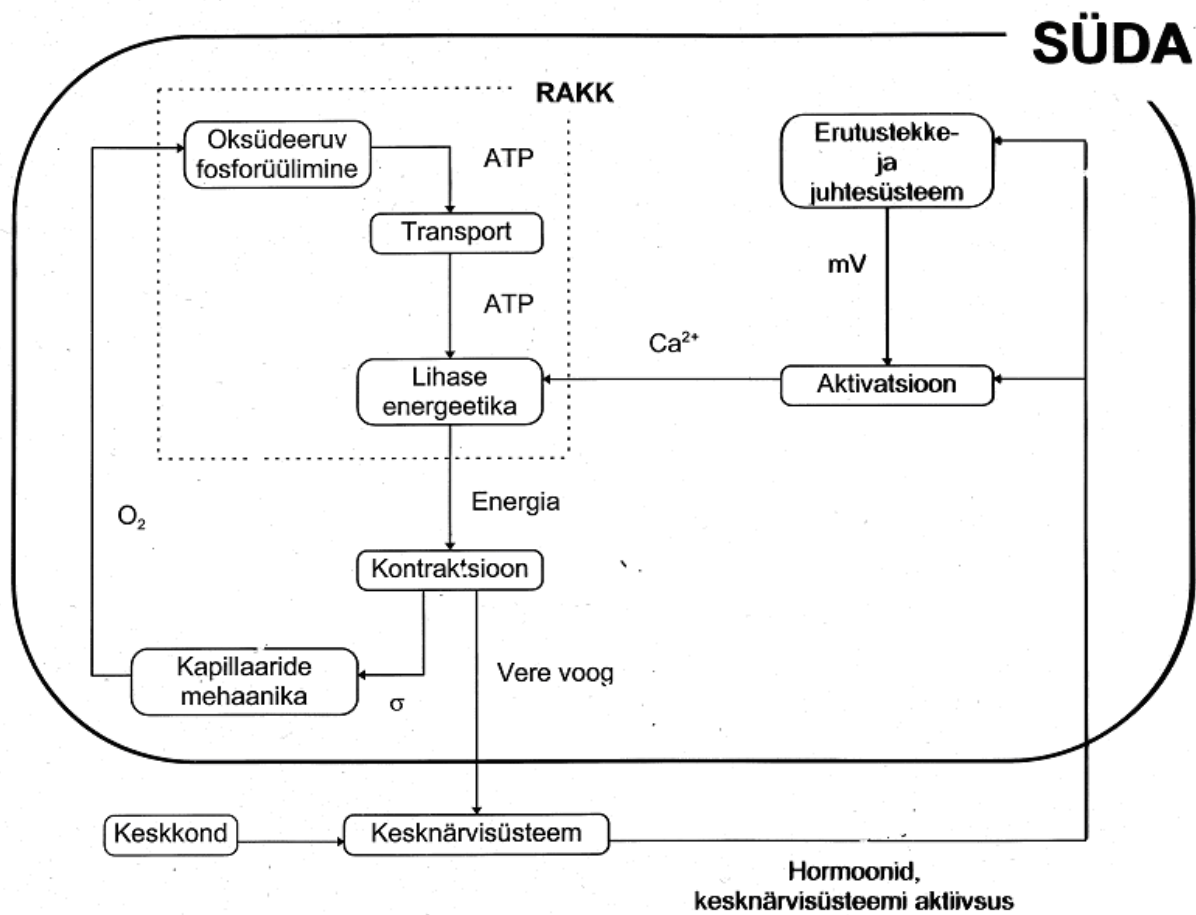 SÜDA
RAKK
Oksüdeeruv
fosforüülimine
ATP
Transport
ATP
Lihase
energeetika
Erutustekke-
ja
juhtesüsteem
mV
Ca²⁺
Aktivatsioon
Energia
O₂
Kontraktsioon
Kapillaaride
mehaanika
σ
Vere voog
Keskkond
Kesknärvisüsteem
Hormoonid,
kesknärvisüsteemi aktiivsus